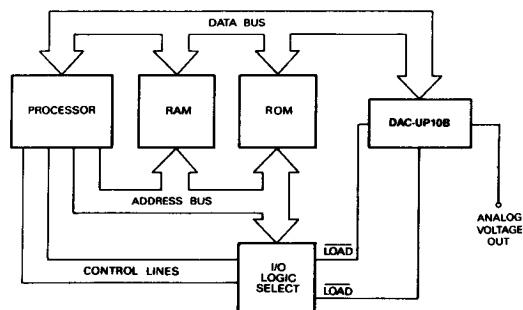 DATA BUS
PROCESSOR
RAM
ROM
DAC-UP10B
ADDRESS BUS
ANALOG
VOLTAGE
OUT
CONTROL LINES
I/O
LOGIC
SELECT
LOAD
LOAD